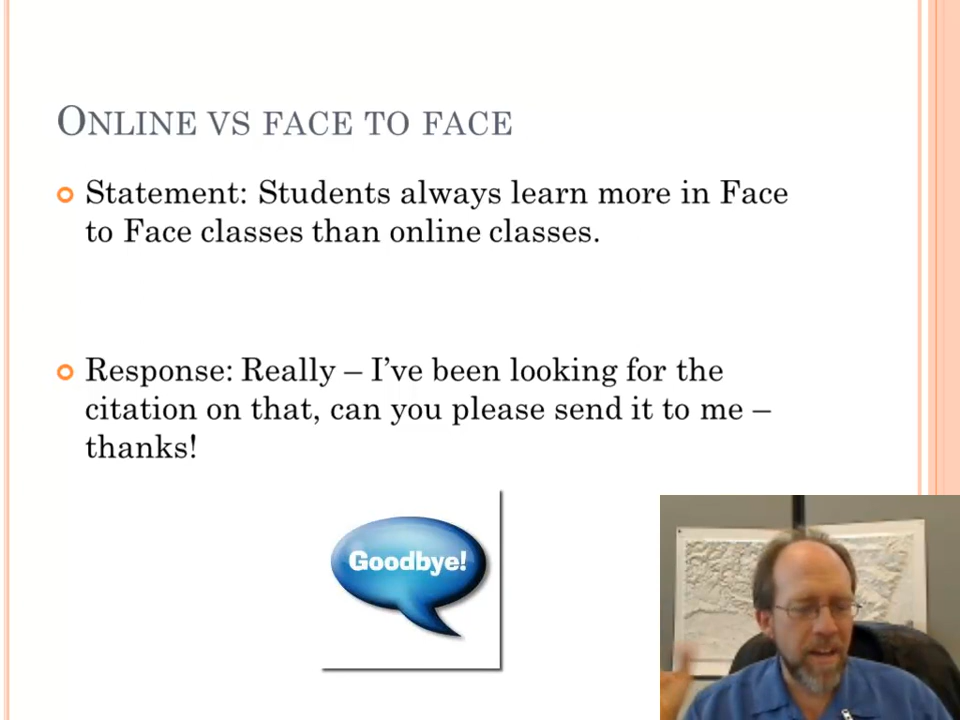 ONLINE VS FACE TO FACE
Statement: Students always learn more in Face
to Face classes than online classes.
Response: Really – I’ve been looking for the
citation on that, can you please send it to me –
thanks!
Goodbye!